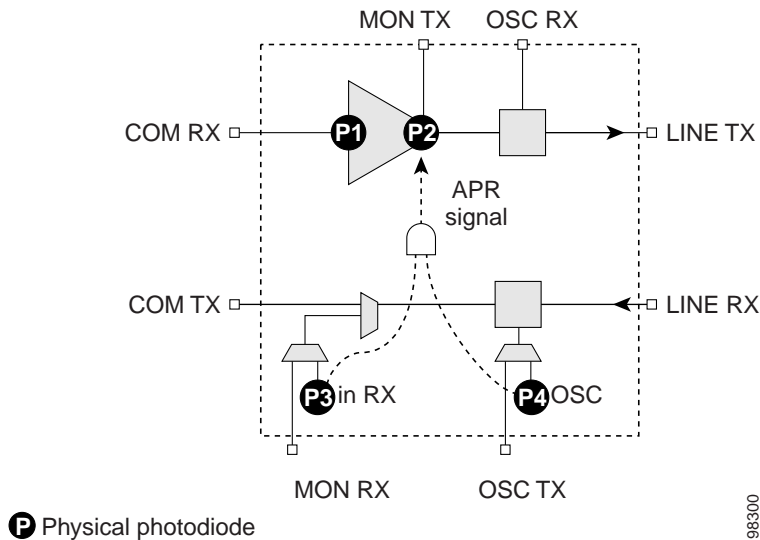 MON TX
OSC RX
COM RX
P1
P2
LINE TX
APR
signal
COM TX
LINE RX
P3
in RX
P4
OSC
MON RX
OSC TX
P Physical photodiode
98300